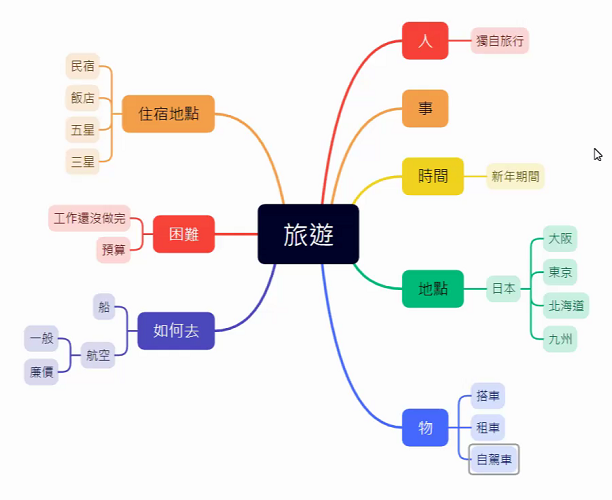 旅遊
人
獨自旅行
事
時間
新年期間
地點
日本
大阪
東京
北海道
九州
物
搭車
租車
自駕車
住宿地點
民宿
飯店
五星
三星
困難
工作還沒做完
預算
如何去
船
航空
一般
廉價